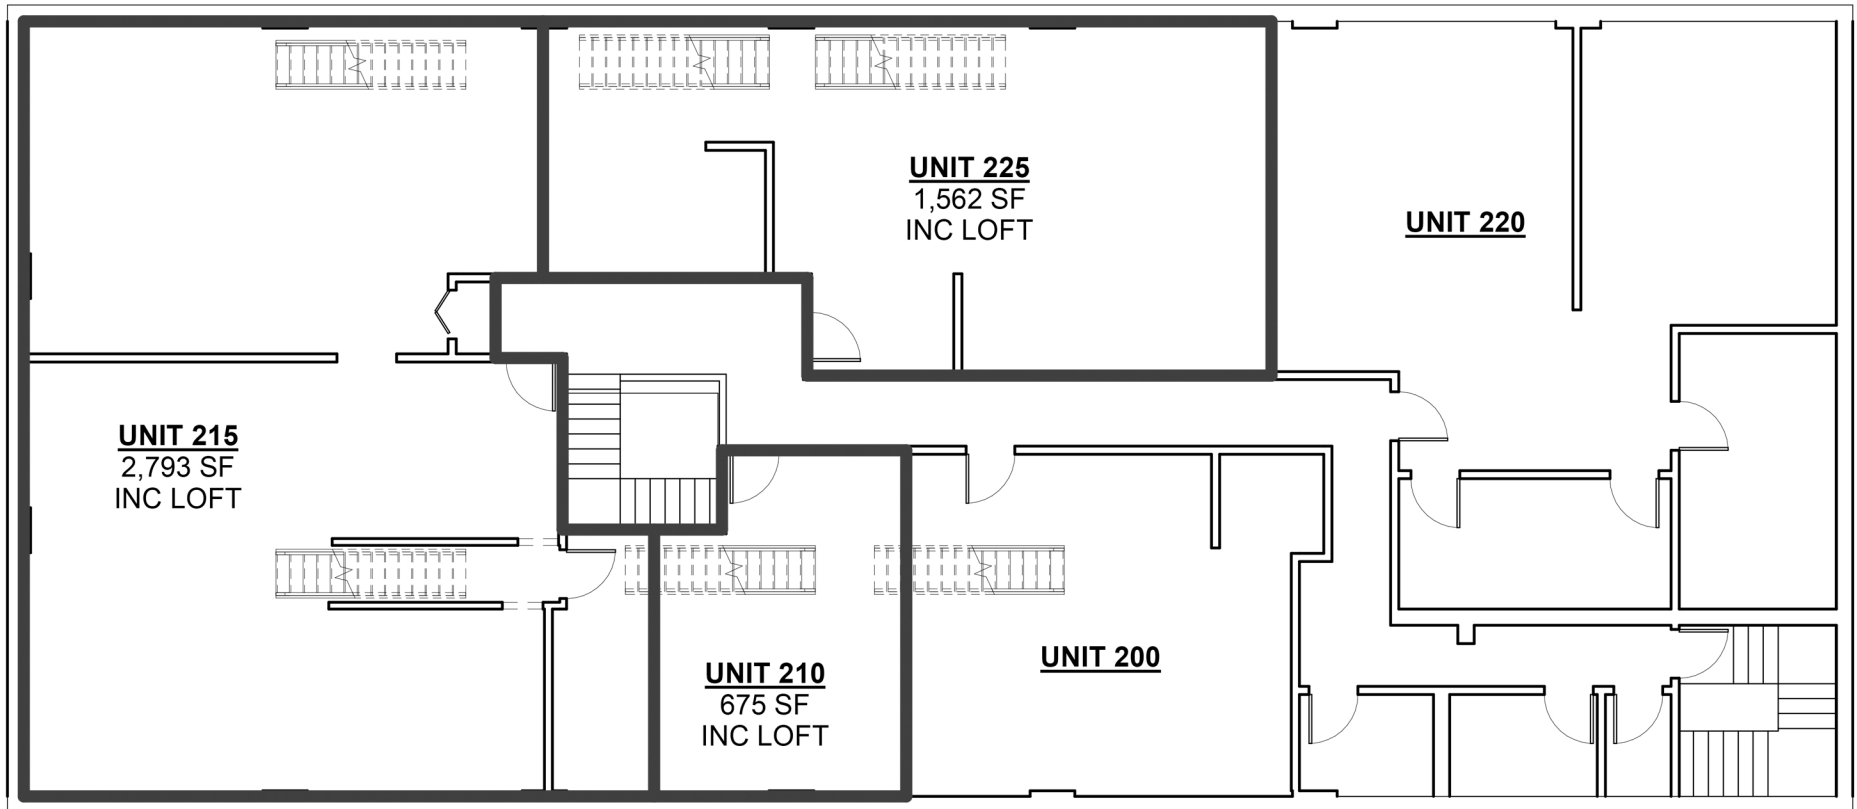 UNIT 225
1,562 SF
INC LOFT
UNIT 220
UNIT 215
2,793 SF
INC LOFT
UNIT 210
675 SF
INC LOFT
UNIT 200